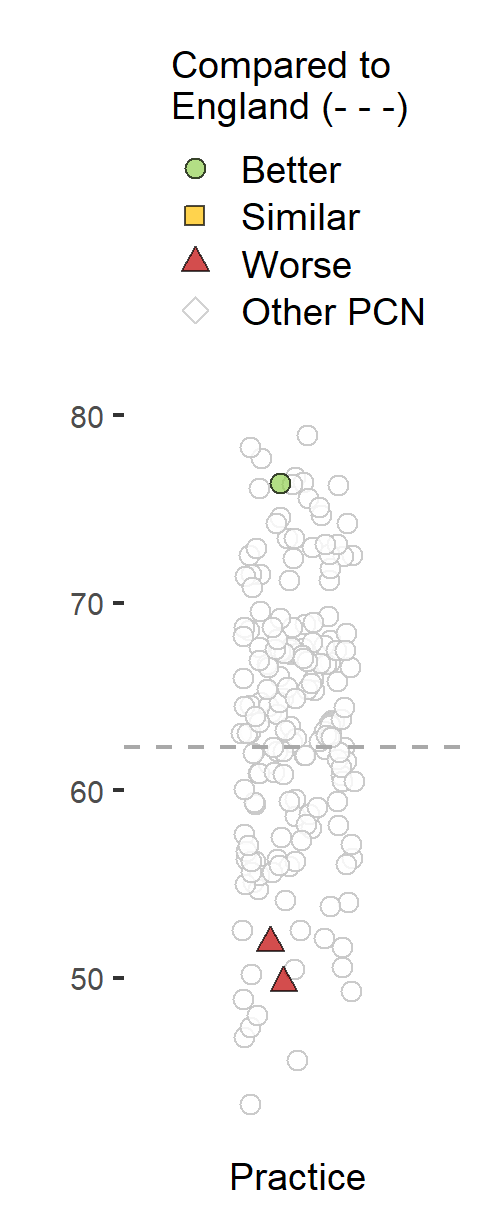 Compared to
England (- - -)
Better
Similar
Worse
Other PCN
80
70
60
50
Practice